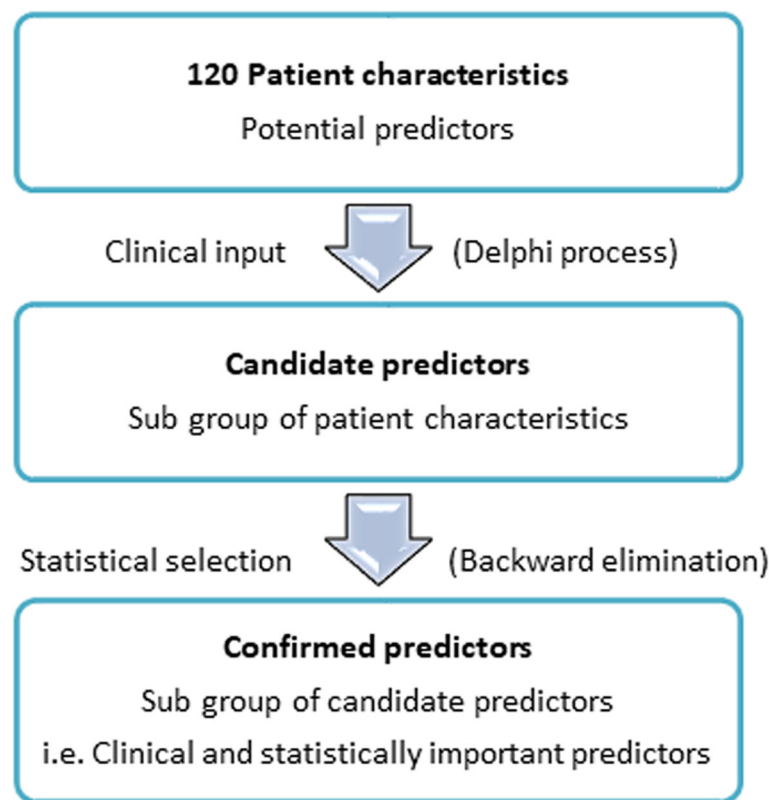 120 Patient characteristics
Potential predictors
Clinical input (Delphi process)
Candidate predictors
Sub group of patient characteristics
Statistical selection (Backward elimination)
Confirmed predictors
Sub group of candidate predictors
i.e. Clinical and statistically important predictors